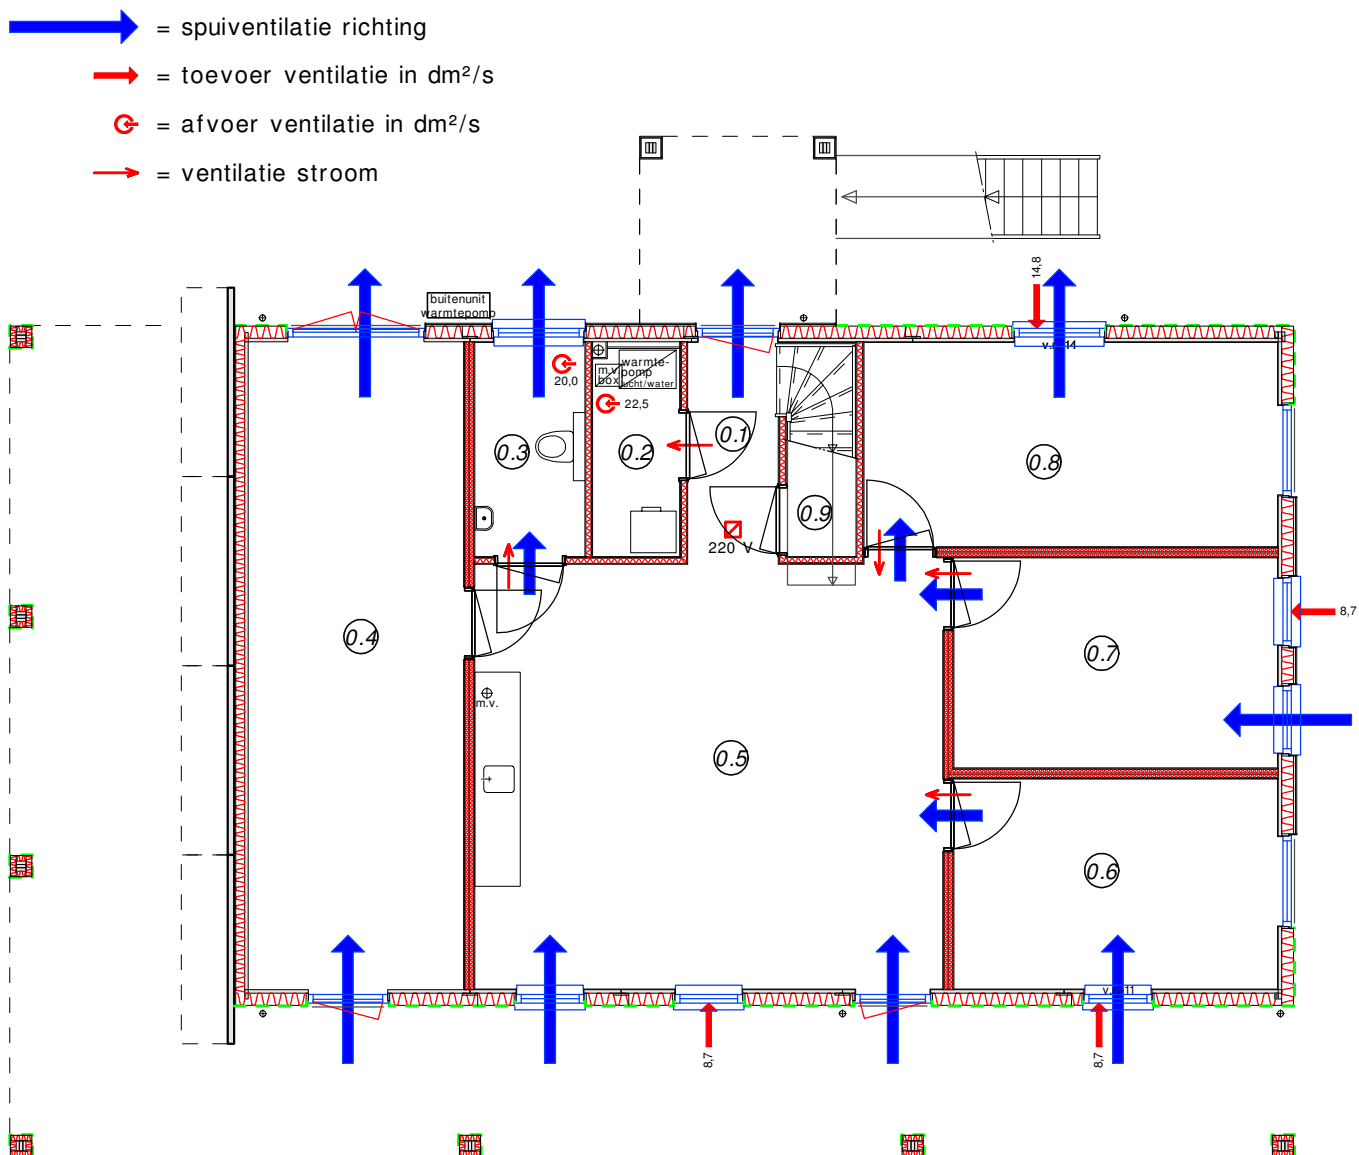 = spuiventilatie richting
= toevoer ventilatie in dm²/s
= afvoer ventilatie in dm²/s
= ventilatie stroom
14,8
buitenunit
warmtepomp
20,0
m.v.
box
warmte-
pomp
lucht/water
22,5
0.1
0.2
0.3
0.8
0.9
220 V
8,7
0.4
0.7
m.v.
0.5
0.6
8,7
8,7